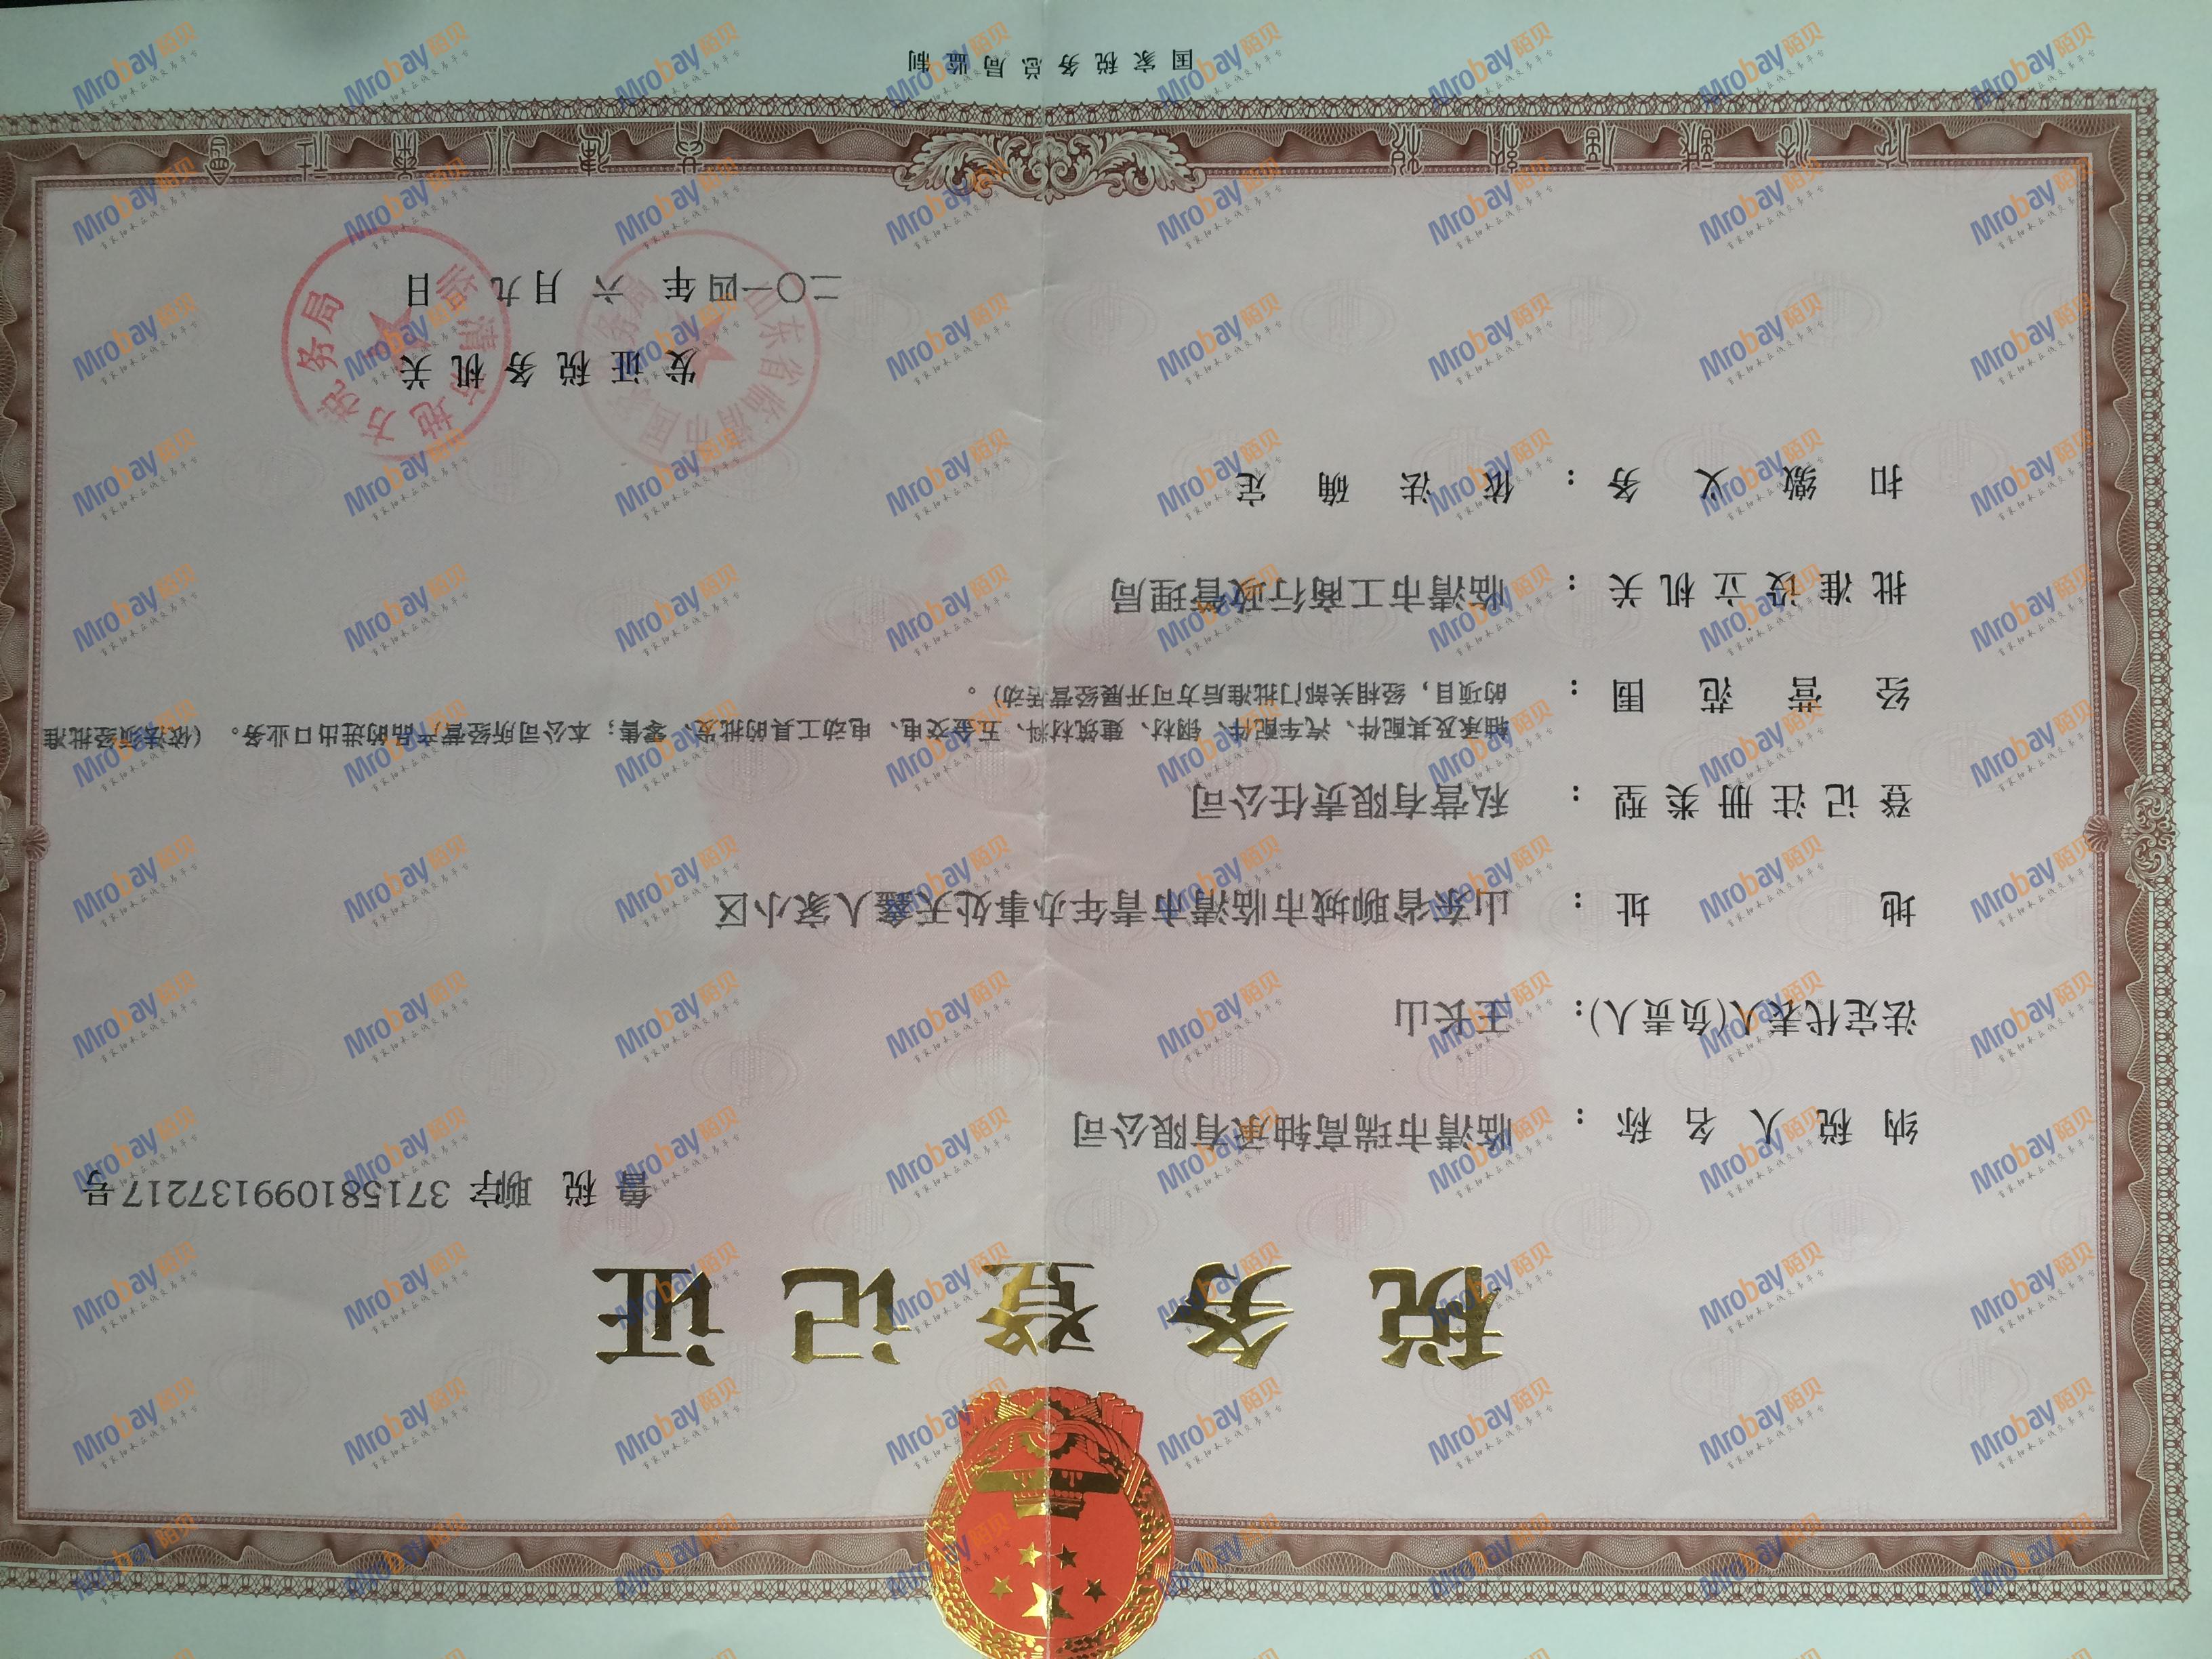 税务登记证
鲁税 聊字 371581099137217号
纳税人名称： 临清市瑞高轴承有限公司
法定代表人(负责人)： 王长山
地址： 山东省聊城市临清市青年办事处天鑫人家小区
登记注册类型： 私营有限责任公司
经营范围： 轴承及其配件、汽车配件、钢材、建筑材料、五金交电、电动工具的批发、零售；本公司所经营产品的进出口业务。（依法须经批准
的项目，经相关部门批准后方可开展经营活动）。
批准设立机关： 临清市工商行政管理局
扣缴义务： 依法确定
发证税务机关
二〇一四年 六 月 九 日
国家税务总局监制
Mrobay陌贝